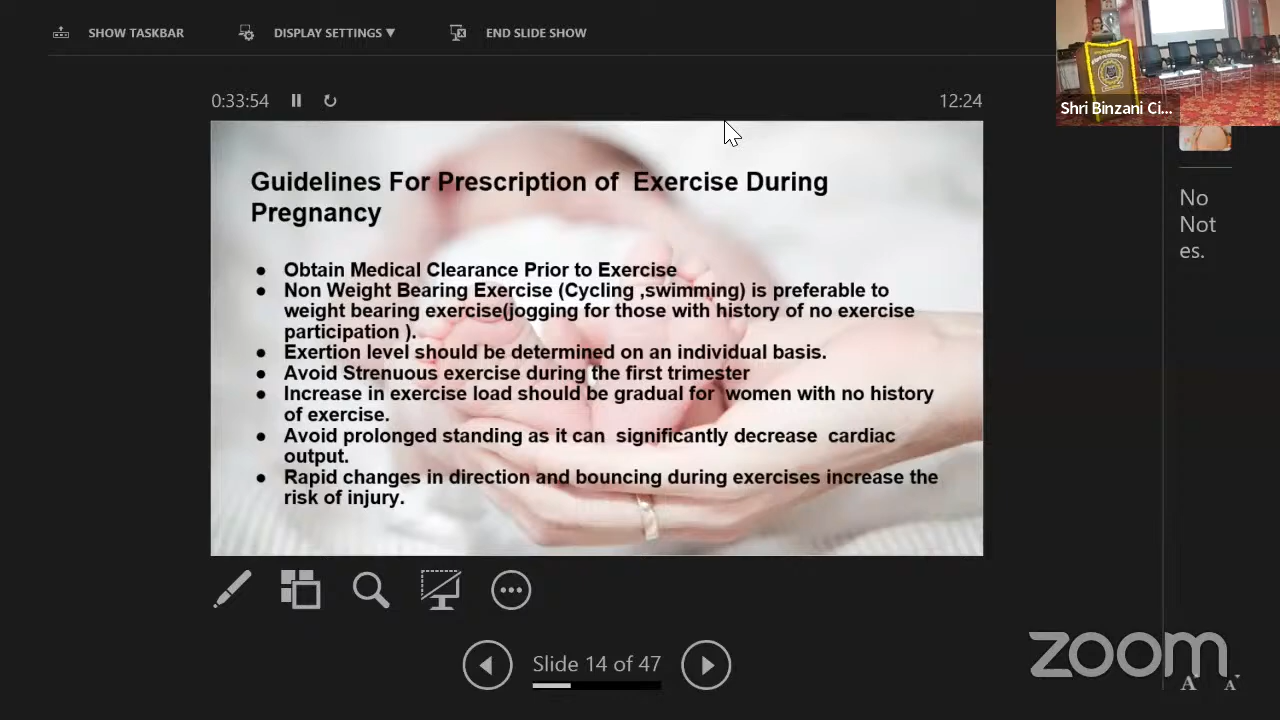 SHOW TASKBAR
DISPLAY SETTINGS ▼
END SLIDE SHOW
Shri Binzani Ci...
0:33:54
12:24
Guidelines For Prescription of  Exercise During
Pregnancy
● Obtain Medical Clearance Prior to Exercise
● Non Weight Bearing Exercise (Cycling ,swimming) is preferable to
weight bearing exercise(jogging for those with history of no exercise
participation ).
● Exertion level should be determined on an individual basis.
● Avoid Strenuous exercise during the first trimester
● Increase in exercise load should be gradual for  women with no history
of exercise.
● Avoid prolonged standing as it can  significantly decrease  cardiac
output.
● Rapid changes in direction and bouncing during exercises increase the
risk of injury.
No
Not
es.
Slide 14 of 47
zoom
A A